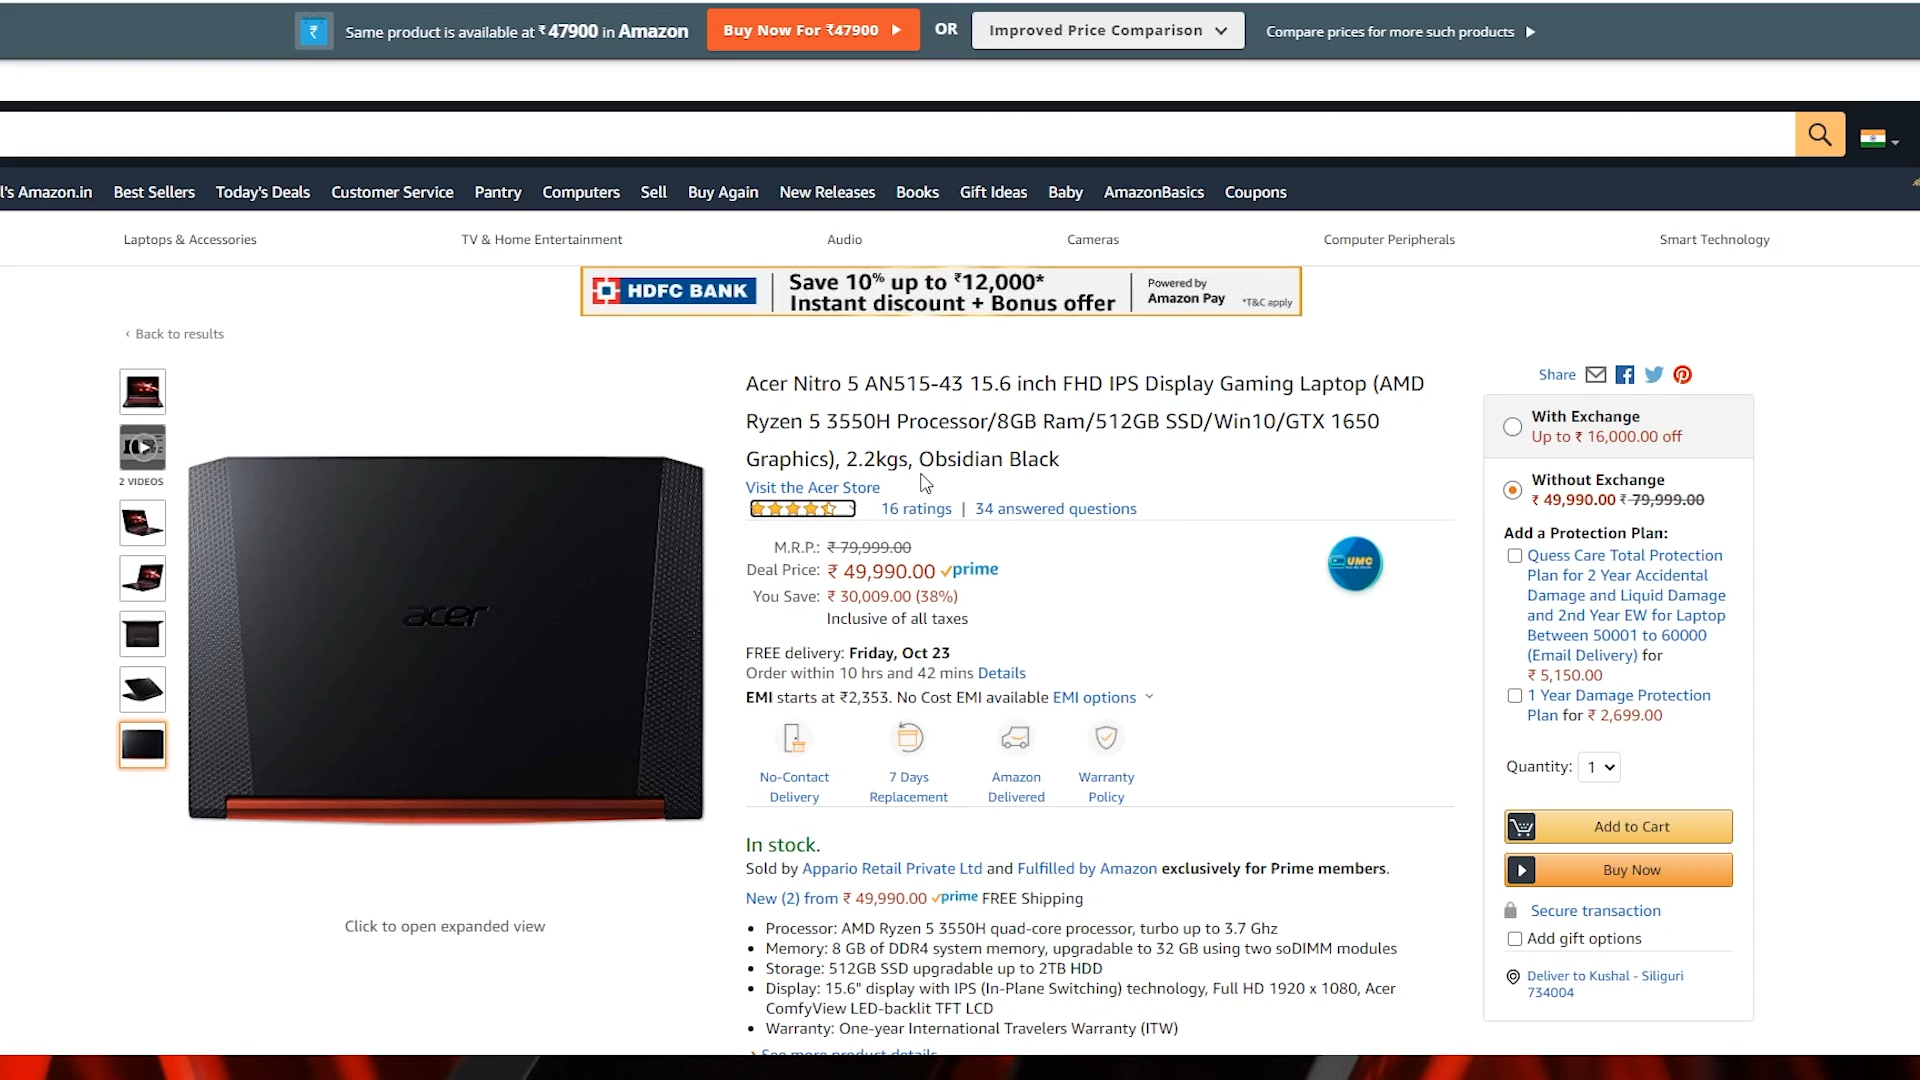 Same product is available at ₹47900 in Amazon
Buy Now For ₹47900
OR
Improved Price Comparison
Compare prices for more such products
l's Amazon.in
Best Sellers
Today's Deals
Customer Service
Pantry
Computers
Sell
Buy Again
New Releases
Books
Gift Ideas
Baby
AmazonBasics
Coupons
Laptops & Accessories
TV & Home Entertainment
Audio
Cameras
Computer Peripherals
Smart Technology
HDFC BANK
Save 10% up to ₹12,000*
Instant discount + Bonus offer
Powered by
Amazon Pay
*T&C apply
‹ Back to results
2 VIDEOS
acer
Click to open expanded view
Acer Nitro 5 AN515-43 15.6 inch FHD IPS Display Gaming Laptop (AMD
Ryzen 5 3550H Processor/8GB Ram/512GB SSD/Win10/GTX 1650
Graphics), 2.2kgs, Obsidian Black
Visit the Acer Store
16 ratings | 34 answered questions
M.R.P.: ₹ 79,999.00
Deal Price: ₹ 49,990.00 prime
You Save: ₹ 30,009.00 (38%)
Inclusive of all taxes
UMC
FREE delivery: Friday, Oct 23
Order within 10 hrs and 42 mins Details
EMI starts at ₹2,353. No Cost EMI available EMI options
No-Contact
Delivery
7 Days
Replacement
Amazon
Delivered
Warranty
Policy
In stock.
Sold by Appario Retail Private Ltd and Fulfilled by Amazon exclusively for Prime members.
New (2) from ₹ 49,990.00 prime FREE Shipping
• Processor: AMD Ryzen 5 3550H quad-core processor, turbo up to 3.7 Ghz
• Memory: 8 GB of DDR4 system memory, upgradable to 32 GB using two soDIMM modules
• Storage: 512GB SSD upgradable up to 2TB HDD
• Display: 15.6" display with IPS (In-Plane Switching) technology, Full HD 1920 x 1080, Acer
ComfyView LED-backlit TFT LCD
• Warranty: One-year International Travelers Warranty (ITW)
See more product details
Share
With Exchange
Up to ₹ 16,000.00 off
Without Exchange
₹ 49,990.00 ₹ 79,999.00
Add a Protection Plan:
Quess Care Total Protection
Plan for 2 Year Accidental
Damage and Liquid Damage
and 2nd Year EW for Laptop
Between 50001 to 60000
(Email Delivery) for
₹ 5,150.00
1 Year Damage Protection
Plan for ₹ 2,699.00
Quantity: 1
Add to Cart
Buy Now
Secure transaction
Add gift options
Deliver to Kushal - Siliguri
734004